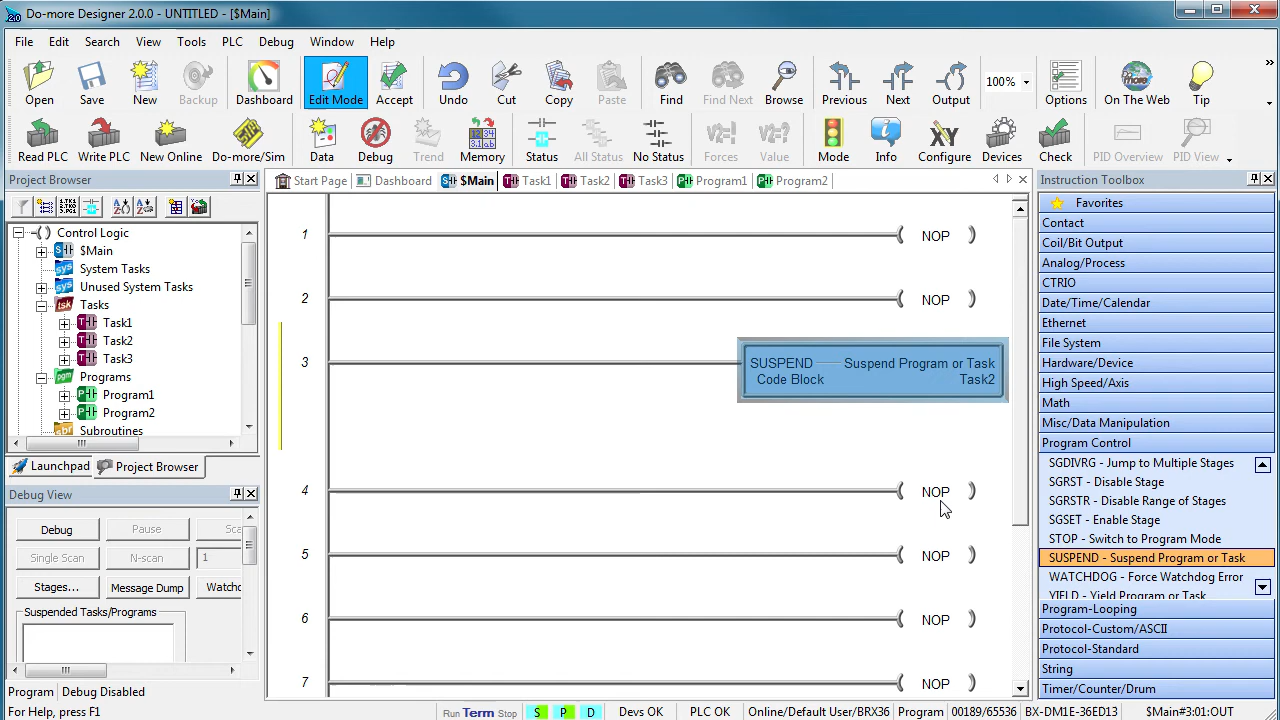 Do-more Designer 2.0.0 - UNTITLED - [$Main]
File Edit Search View Tools PLC Debug Window Help
Open Save New Backup Dashboard Edit Mode Accept Undo Cut Copy Paste Find Find Next Browse Previous Next Output 100% Options On The Web Tip
Read PLC Write PLC New Online Do-more/Sim Data Debug Trend Memory Status All Status No Status Forces Value Mode Info Configure Devices Check PID Overview PID View
Project Browser
Start Page Dashboard $Main Task1 Task2 Task3 Program1 Program2
Control Logic
$Main
System Tasks
Unused System Tasks
Tasks
Task1
Task2
Task3
Programs
Program1
Program2
Subroutines
Launchpad Project Browser
Debug View
Debug Pause Sca
Single Scan N-scan 1
Stages... Message Dump Watchd
Suspended Tasks/Programs
1 NOP
2 NOP
3 SUSPEND Suspend Program or Task
Code Block Task2
4 NOP
5 NOP
6 NOP
7 NOP
Instruction Toolbox
Favorites
Contact
Coil/Bit Output
Analog/Process
CTRIO
Date/Time/Calendar
Ethernet
File System
Hardware/Device
High Speed/Axis
Math
Misc/Data Manipulation
Program Control
SGDIVRG - Jump to Multiple Stages
SGRST - Disable Stage
SGRSTR - Disable Range of Stages
SGSET - Enable Stage
STOP - Switch to Program Mode
SUSPEND - Suspend Program or Task
WATCHDOG - Force Watchdog Error
YIELD - Yield Program or Task
Program-Looping
Protocol-Custom/ASCII
Protocol-Standard
String
Timer/Counter/Drum
Program Debug Disabled
For Help, press F1 Run Term Stop S P D Devs OK PLC OK Online/Default User/BRX36 Program 00189/65536 BX-DM1E-36ED13 $Main#3:01:OUT